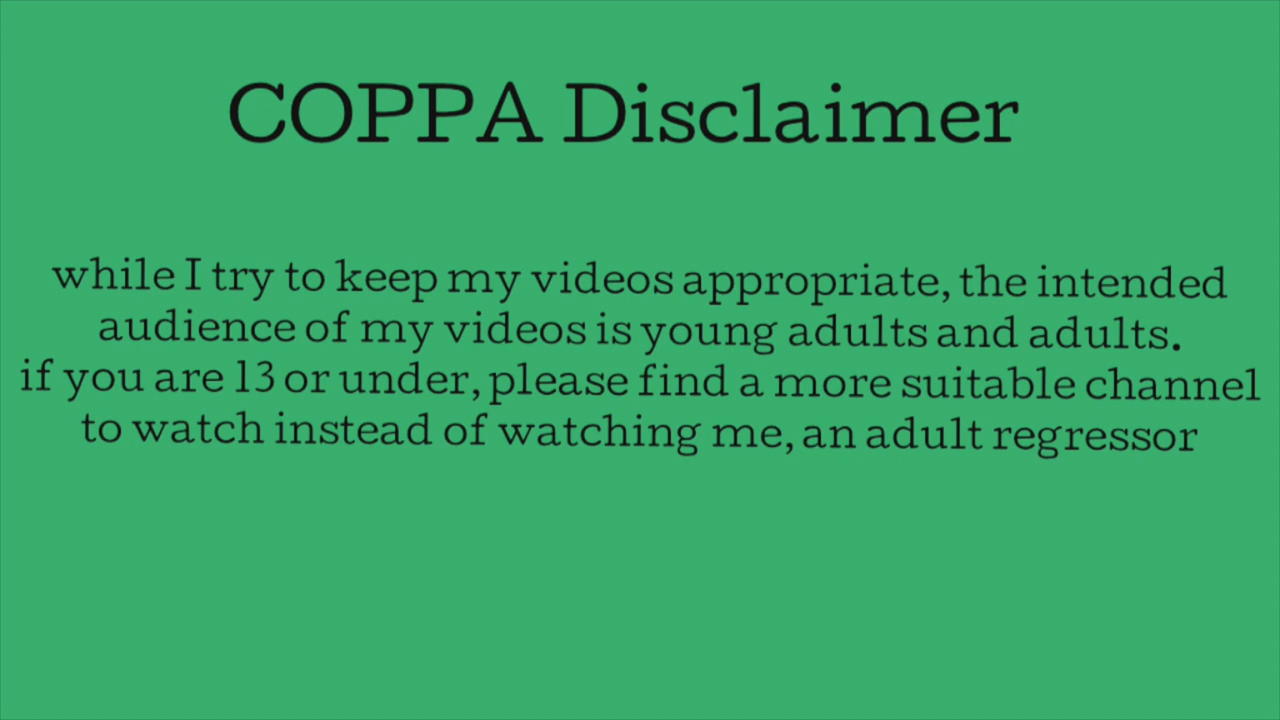 COPPA Disclaimer
while I try to keep my videos appropriate, the intended
audience of my videos is young adults and adults.
if you are 13 or under, please find a more suitable channel
to watch instead of watching me, an adult regressor